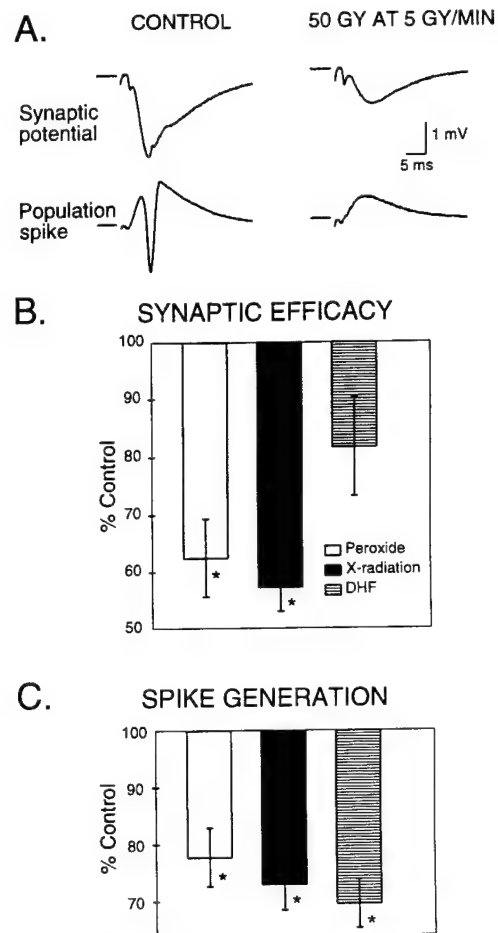 A.
CONTROL
50 GY AT 5 GY/MIN
Synaptic
potential
1 mV
5 ms
Population
spike
B.
SYNAPTIC EFFICACY
100
90
80
70
60
50
% Control
Peroxide
X-radiation
DHF
*
*
C.
SPIKE GENERATION
100
90
80
70
% Control
*
*
*